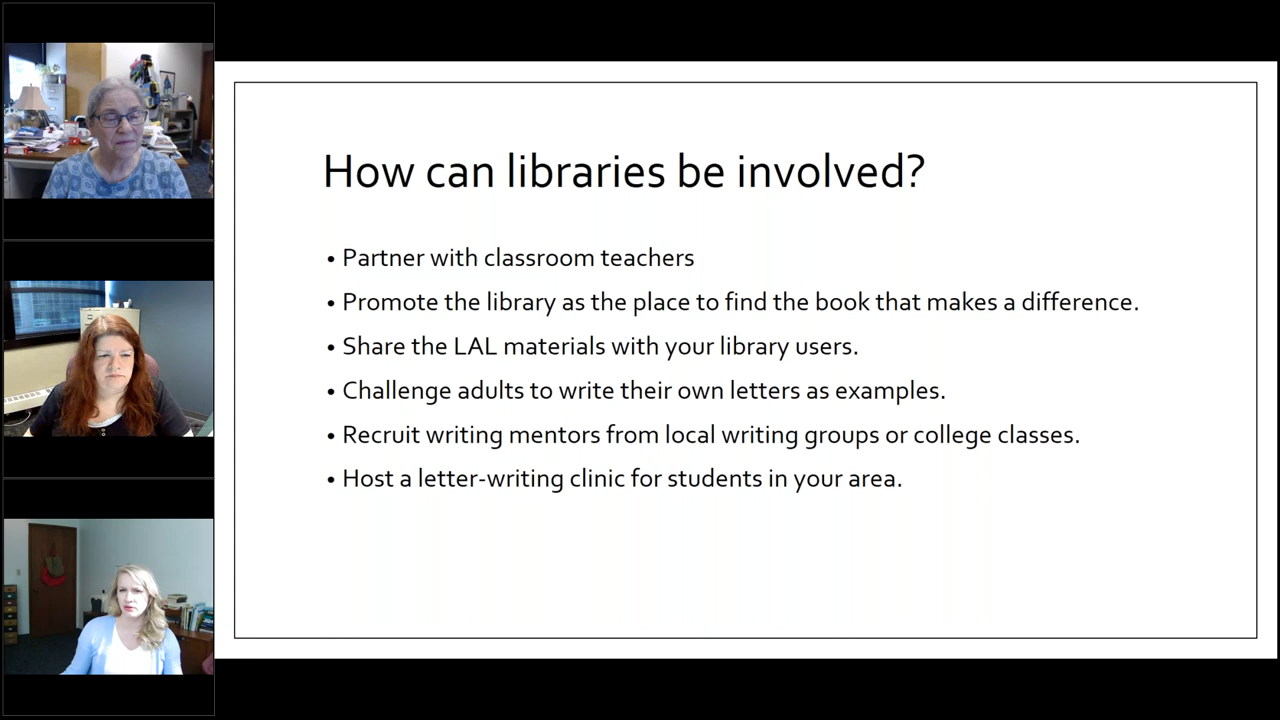 How can libraries be involved?
• Partner with classroom teachers
• Promote the library as the place to find the book that makes a difference.
• Share the LAL materials with your library users.
• Challenge adults to write their own letters as examples.
• Recruit writing mentors from local writing groups or college classes.
• Host a letter-writing clinic for students in your area.